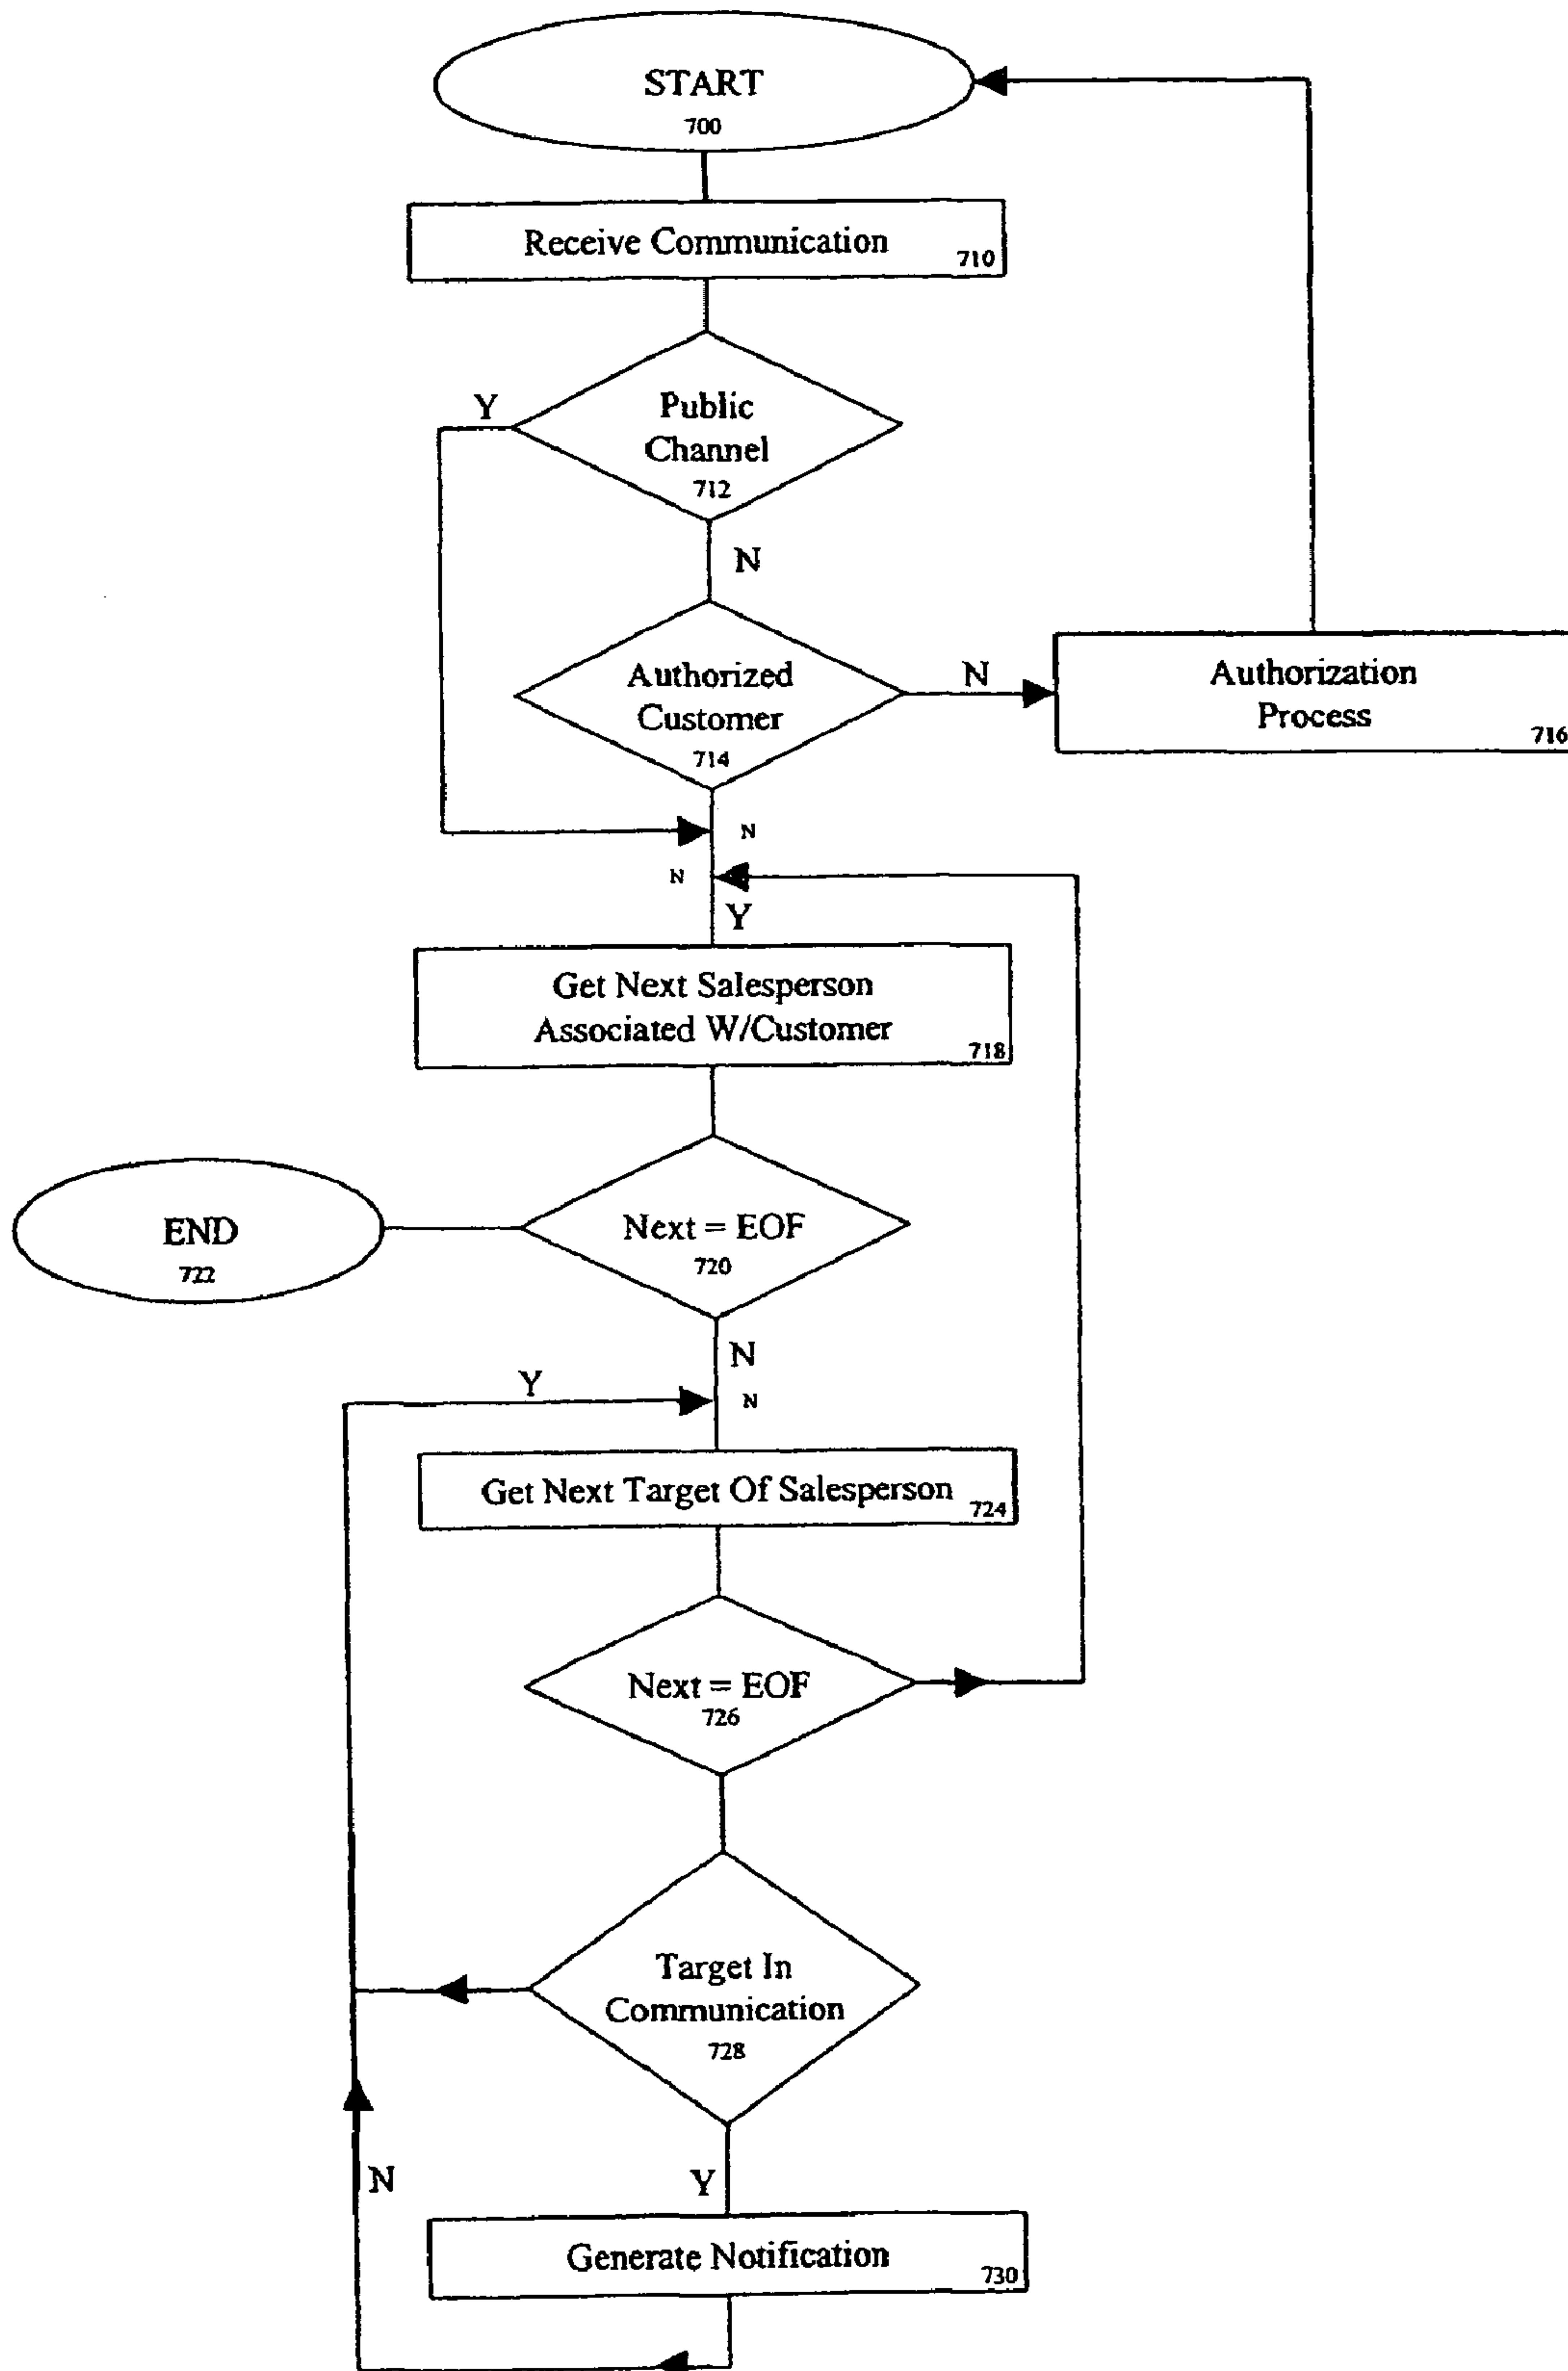 START
700
Receive Communication
710
Y
Public
Channel
712
N
Authorized
Customer
714
N
Authorization
Process
716
N
N
Y
Get Next Salesperson
Associated W/Customer
718
END
722
Next = EOF
720
N
Y
N
Get Next Target Of Salesperson
724
Next = EOF
726
Target In
Communication
728
N
Y
Generate Notification
730